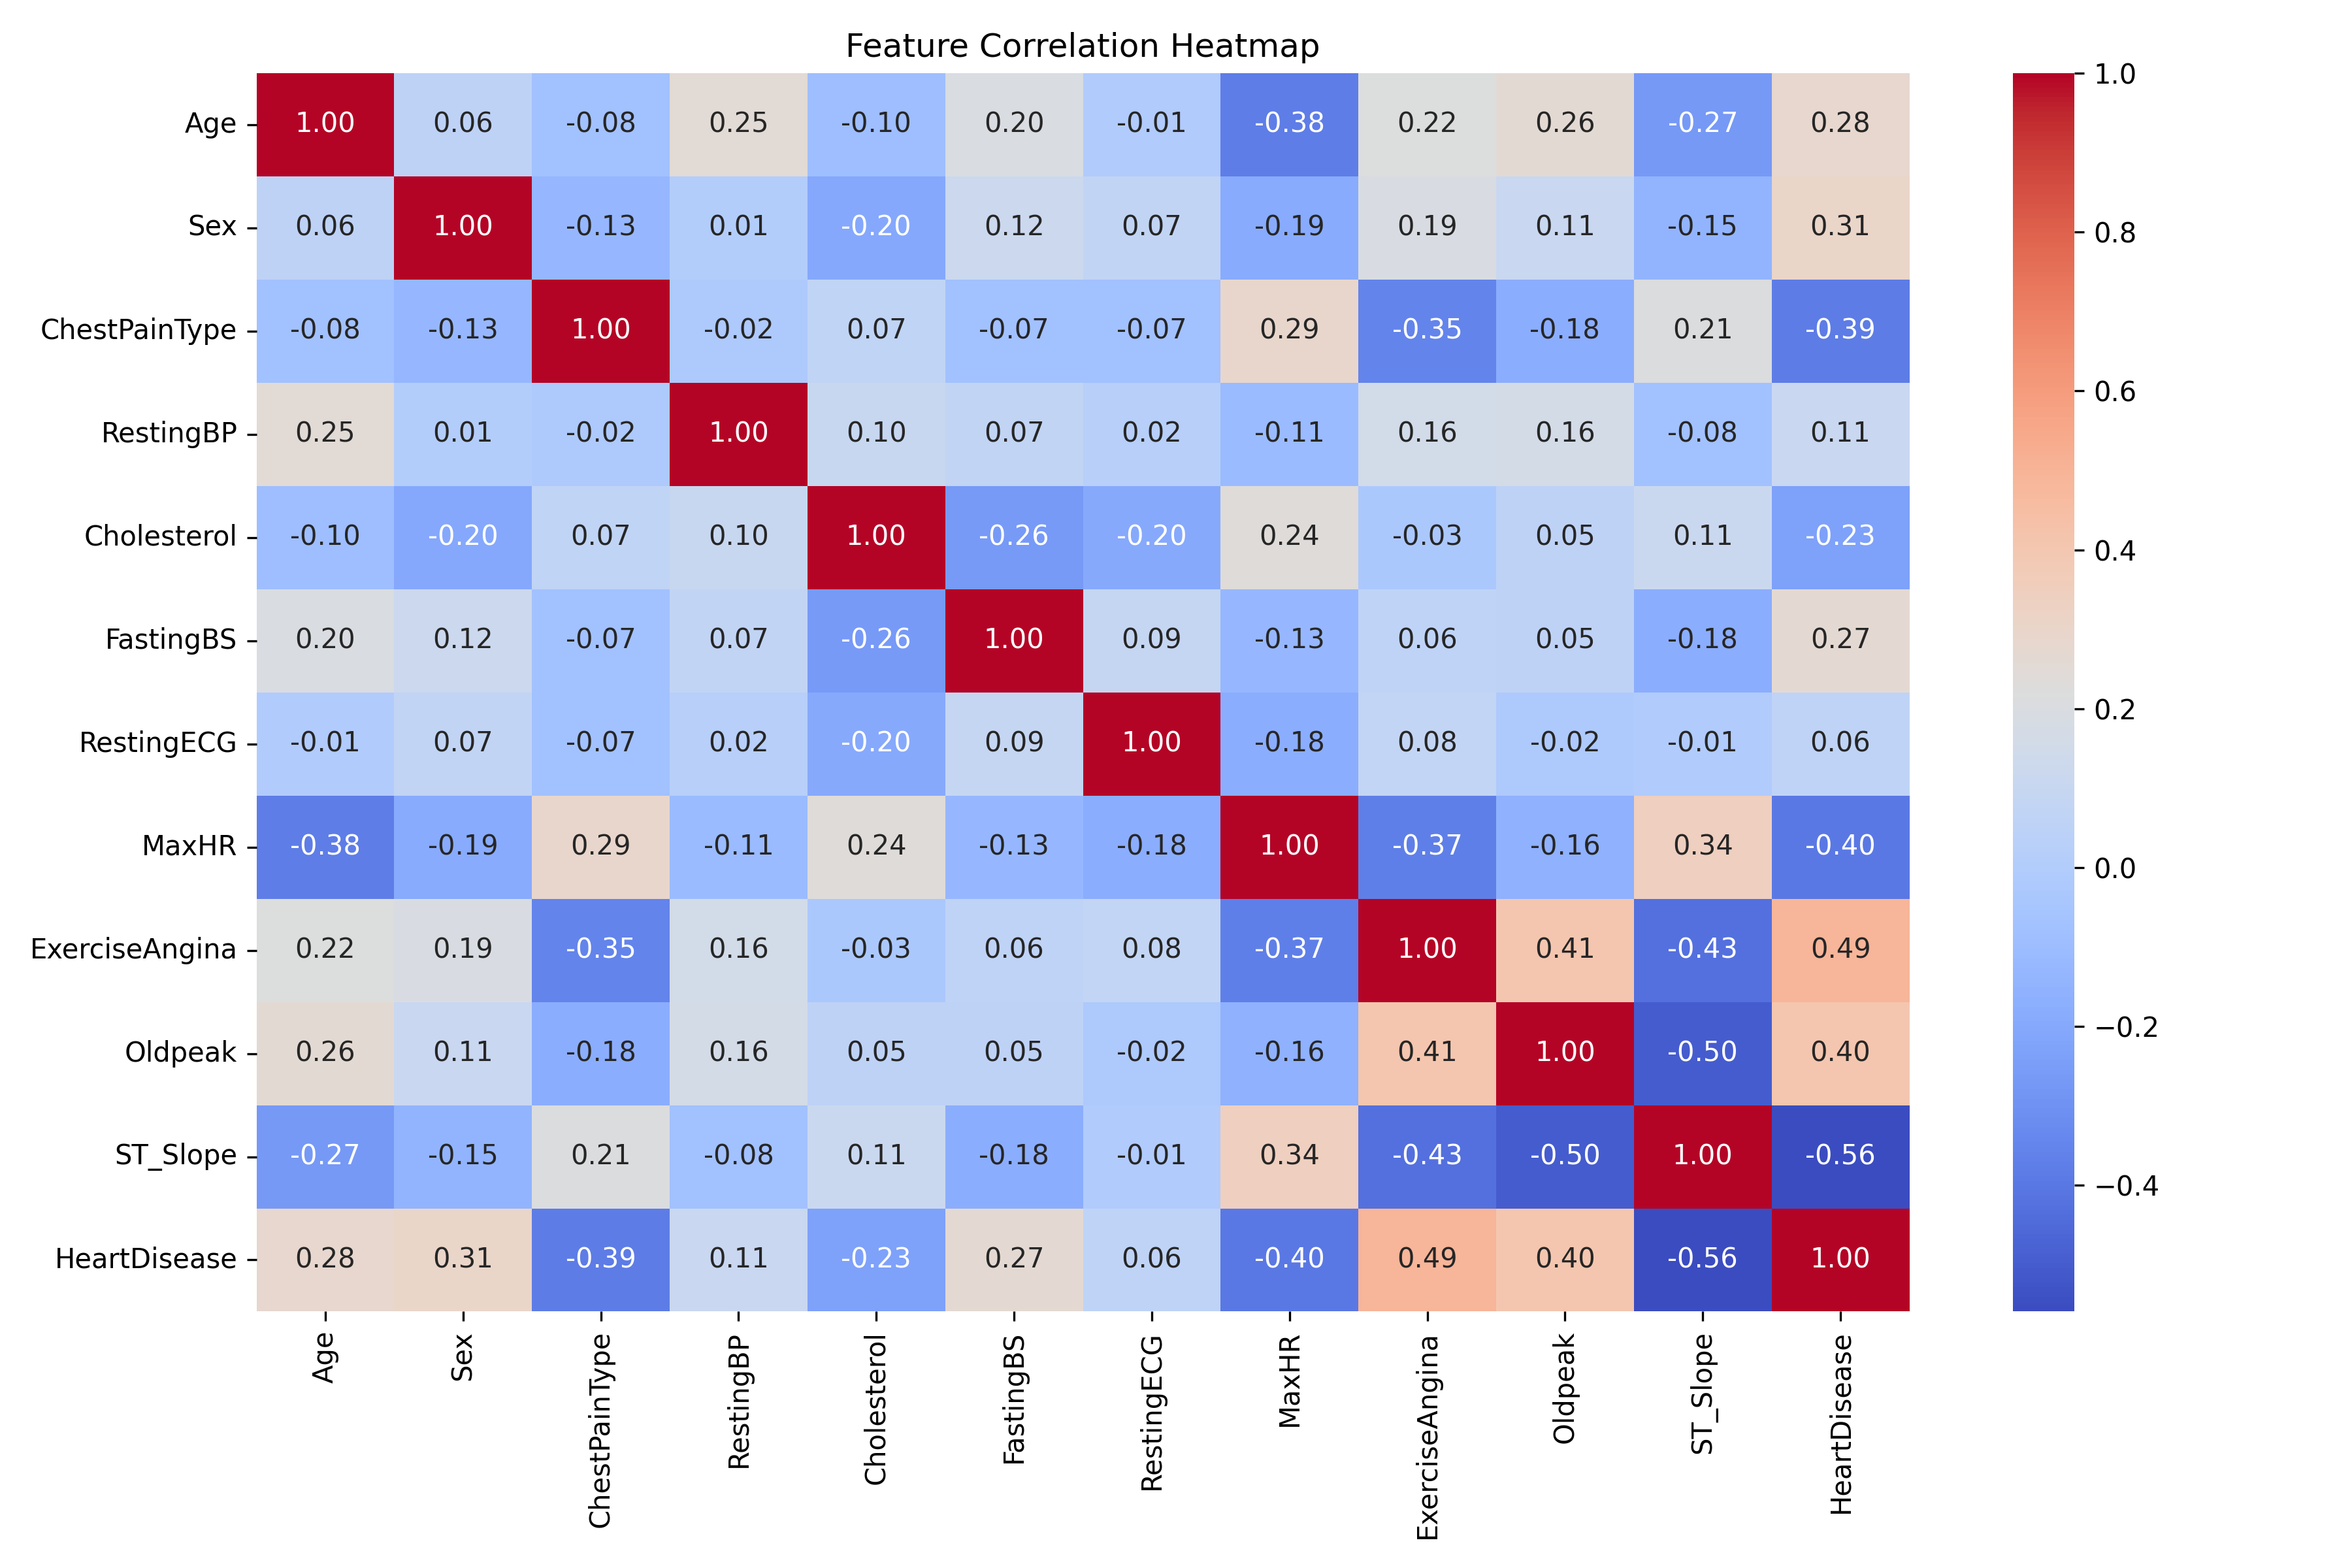 Feature Correlation Heatmap
Age 1.00 0.06 -0.08 0.25 -0.10 0.20 -0.01 -0.38 0.22 0.26 -0.27 0.28
Sex 0.06 1.00 -0.13 0.01 -0.20 0.12 0.07 -0.19 0.19 0.11 -0.15 0.31
ChestPainType -0.08 -0.13 1.00 -0.02 0.07 -0.07 -0.07 0.29 -0.35 -0.18 0.21 -0.39
RestingBP 0.25 0.01 -0.02 1.00 0.10 0.07 0.02 -0.11 0.16 0.16 -0.08 0.11
Cholesterol -0.10 -0.20 0.07 0.10 1.00 -0.26 -0.20 0.24 -0.03 0.05 0.11 -0.23
FastingBS 0.20 0.12 -0.07 0.07 -0.26 1.00 0.09 -0.13 0.06 0.05 -0.18 0.27
RestingECG -0.01 0.07 -0.07 0.02 -0.20 0.09 1.00 -0.18 0.08 -0.02 -0.01 0.06
MaxHR -0.38 -0.19 0.29 -0.11 0.24 -0.13 -0.18 1.00 -0.37 -0.16 0.34 -0.40
ExerciseAngina 0.22 0.19 -0.35 0.16 -0.03 0.06 0.08 -0.37 1.00 0.41 -0.43 0.49
Oldpeak 0.26 0.11 -0.18 0.16 0.05 0.05 -0.02 -0.16 0.41 1.00 -0.50 0.40
ST_Slope -0.27 -0.15 0.21 -0.08 0.11 -0.18 -0.01 0.34 -0.43 -0.50 1.00 -0.56
HeartDisease 0.28 0.31 -0.39 0.11 -0.23 0.27 0.06 -0.40 0.49 0.40 -0.56 1.00
Age Sex ChestPainType RestingBP Cholesterol FastingBS RestingECG MaxHR ExerciseAngina Oldpeak ST_Slope HeartDisease
1.0
0.8
0.6
0.4
0.2
0.0
−0.2
−0.4